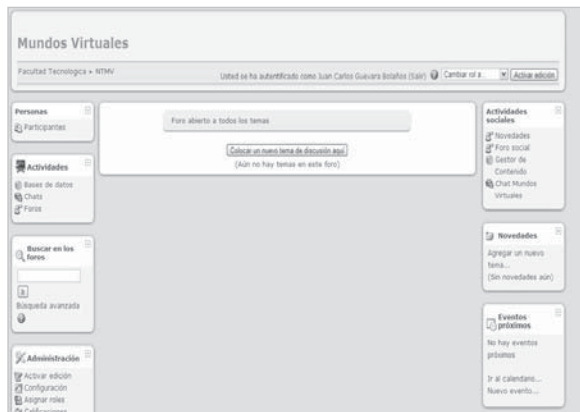 Mundos Virtuales
Facultad Tecnologica ► NTMV
Usted se ha autentificado como Juan Carlos Guevara Bolaños (Salir)
Cambiar rol a...
Activar edición
Personas
Participantes
Actividades
Bases de datos
Chats
Foros
Buscar en los
foros
Búsqueda avanzada
Administración
Activar edición
Configuración
Asignar roles
Calificaciones
Foro abierto a todos los temas
Colocar un nuevo tema de discusión aquí
(Aún no hay temas en este foro)
Actividades
sociales
Novedades
Foro social
Gestor de
Contenido
Chat Mundos
Virtuales
Novedades
Agregar un nuevo
tema...
(Sin novedades aún)
Eventos
próximos
No hay eventos
próximos
Ir al calendario...
Nuevo evento...